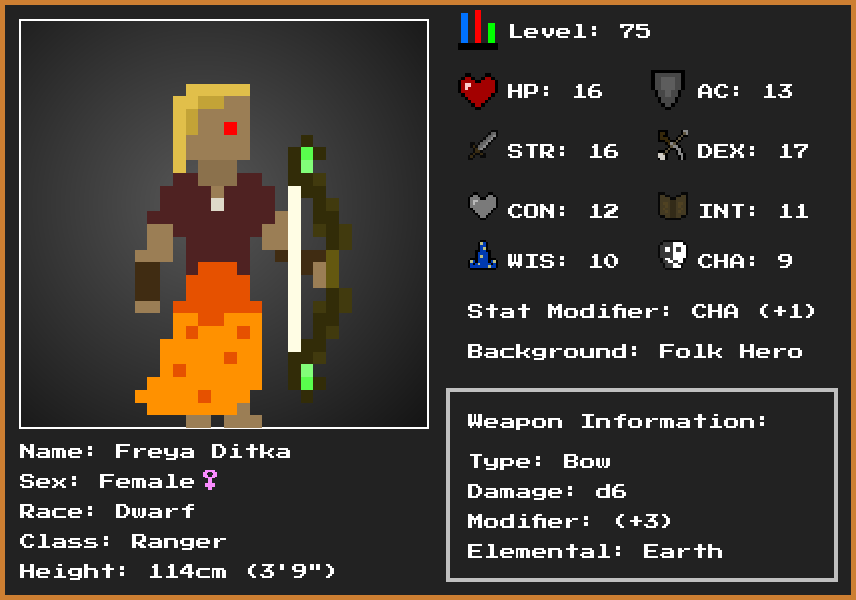 Level: 75
HP: 16
AC: 13
STR: 16
DEX: 17
CON: 12
INT: 11
WIS: 10
CHA: 9
Stat Modifier: CHA (+1)
Background: Folk Hero
Weapon Information:
Type: Bow
Damage: d6
Modifier: (+3)
Elemental: Earth
Name: Freya Ditka
Sex: Female♀
Race: Dwarf
Class: Ranger
Height: 114cm (3'9")